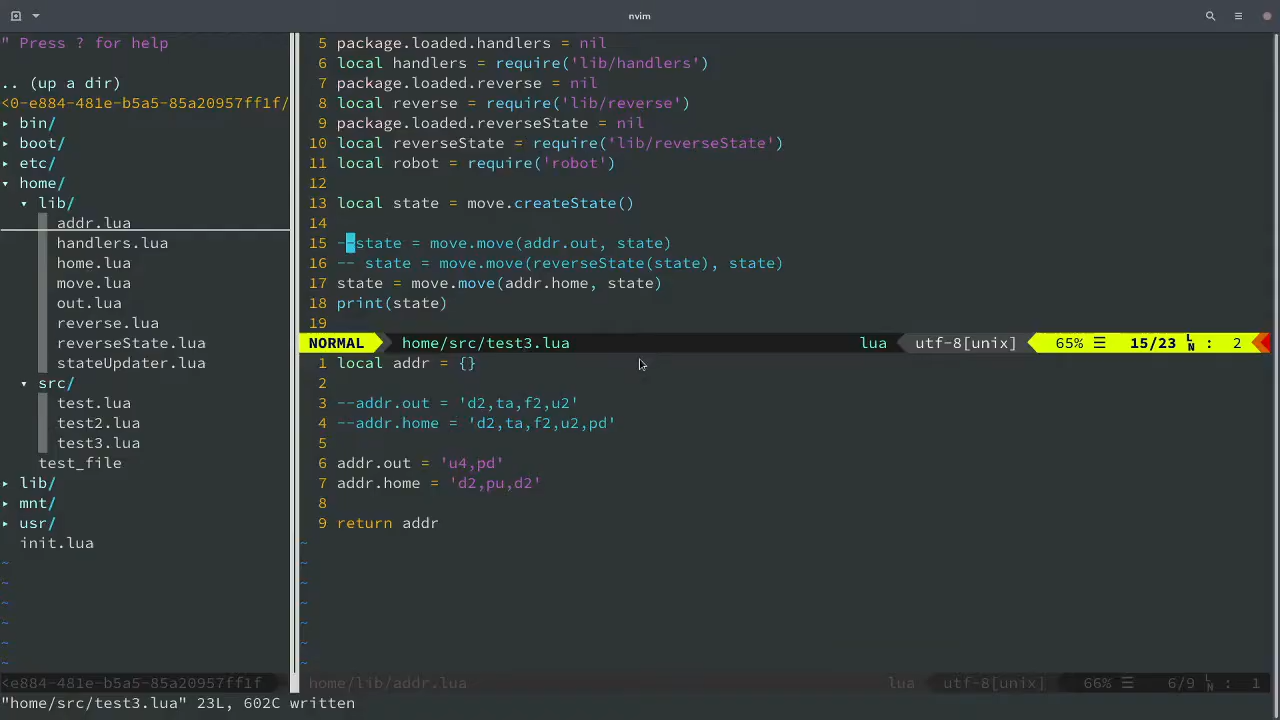 nvim
" Press ? for help
.. (up a dir)
<0-e884-481e-b5a5-85a20957ff1f/
▸ bin/
▸ boot/
▸ etc/
▾ home/
▾ lib/
addr.lua
handlers.lua
home.lua
move.lua
out.lua
reverse.lua
reverseState.lua
stateUpdater.lua
▾ src/
test.lua
test2.lua
test3.lua
test_file
▸ lib/
▸ mnt/
▸ usr/
init.lua
~
~
~
~
~
~
<e884-481e-b5a5-85a20957ff1f
5 package.loaded.handlers = nil
6 local handlers = require('lib/handlers')
7 package.loaded.reverse = nil
8 local reverse = require('lib/reverse')
9 package.loaded.reverseState = nil
10 local reverseState = require('lib/reverseState')
11 local robot = require('robot')
12
13 local state = move.createState()
14
15 --state = move.move(addr.out, state)
16 -- state = move.move(reverseState(state), state)
17 state = move.move(addr.home, state)
18 print(state)
19
NORMAL home/src/test3.lua lua utf-8[unix] 65% ☰ 15/23 LN : 2
1 local addr = {}
2
3 --addr.out = 'd2,ta,f2,u2'
4 --addr.home = 'd2,ta,f2,u2,pd'
5
6 addr.out = 'u4,pd'
7 addr.home = 'd2,pu,d2'
8
9 return addr
~
~
~
~
~
~
~
home/lib/addr.lua lua utf-8[unix] 66% ☰ 6/9 LN : 1
"home/src/test3.lua" 23L, 602C written